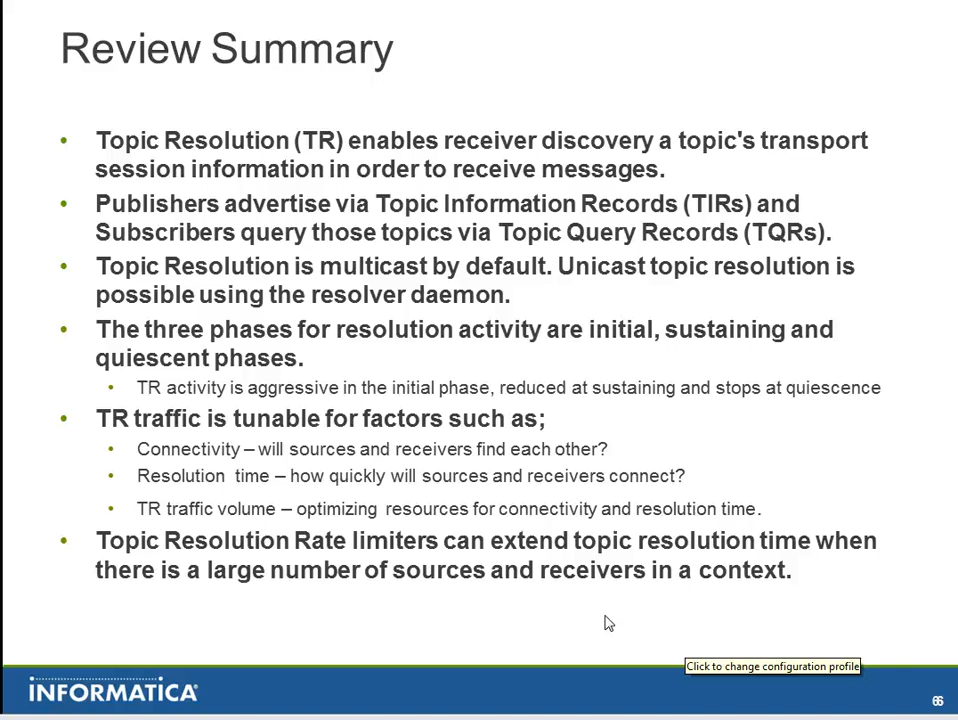 Review Summary
• Topic Resolution (TR) enables receiver discovery a topic's transport
session information in order to receive messages.
• Publishers advertise via Topic Information Records (TIRs) and
Subscribers query those topics via Topic Query Records (TQRs).
• Topic Resolution is multicast by default. Unicast topic resolution is
possible using the resolver daemon.
• The three phases for resolution activity are initial, sustaining and
quiescent phases.
• TR activity is aggressive in the initial phase, reduced at sustaining and stops at quiescence
• TR traffic is tunable for factors such as;
• Connectivity – will sources and receivers find each other?
• Resolution time – how quickly will sources and receivers connect?
• TR traffic volume – optimizing resources for connectivity and resolution time.
• Topic Resolution Rate limiters can extend topic resolution time when
there is a large number of sources and receivers in a context.
Click to change configuration profile
INFORMATICA
66